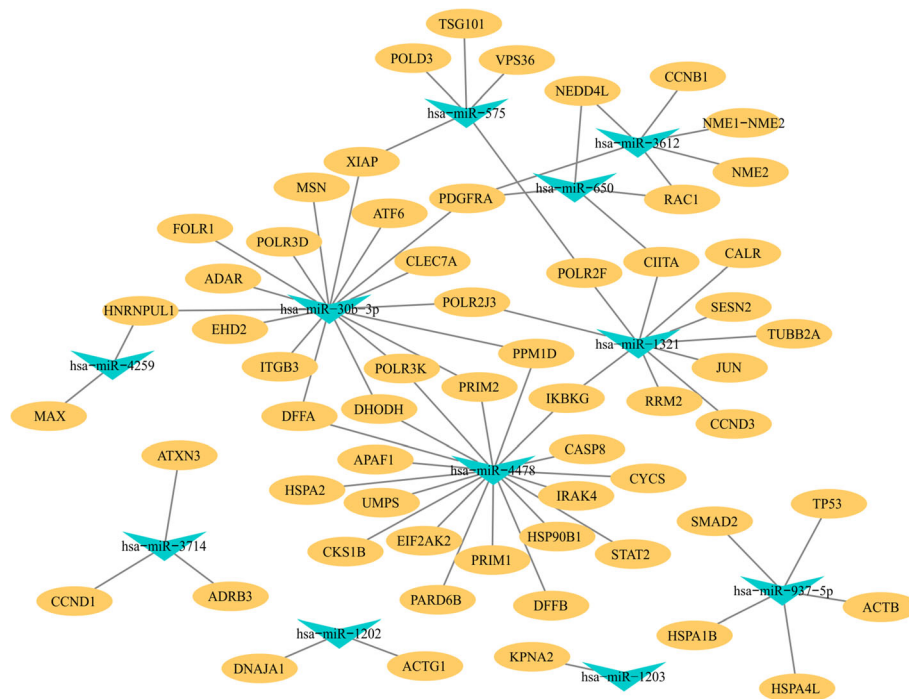 TSG101
POLD3
VPS36
CCNB1
NEDD4L
hsa-miR-575
NME1-NME2
hsa-miR-3612
XIAP
NME2
MSN
hsa-miR-650
PDGFRA
RAC1
ATF6
FOLR1
POLR3D
CLEC7A
CIITA
CALR
POLR2F
ADAR
POLR2J3
HNRNPUL1
hsa-miR-30b-3p
SESN2
EHD2
TUBB2A
hsa-miR-1321
PPM1D
hsa-miR-4259
ITGB3
POLR3K
JUN
PRIM2
IKBKG
RRM2
MAX
DFFA
DHODH
CCND3
CASP8
ATXN3
APAF1
hsa-miR-4478
CYCS
HSPA2
IRAK4
UMPS
TP53
SMAD2
HSP90B1
EIF2AK2
hsa-miR-3714
CKS1B
STAT2
PRIM1
hsa-miR-937-5p
CCND1
ADRB3
PARD6B
DFFB
ACTB
hsa-miR-1202
HSPA1B
KPNA2
DNAJA1
ACTG1
hsa-miR-1203
HSPA4L